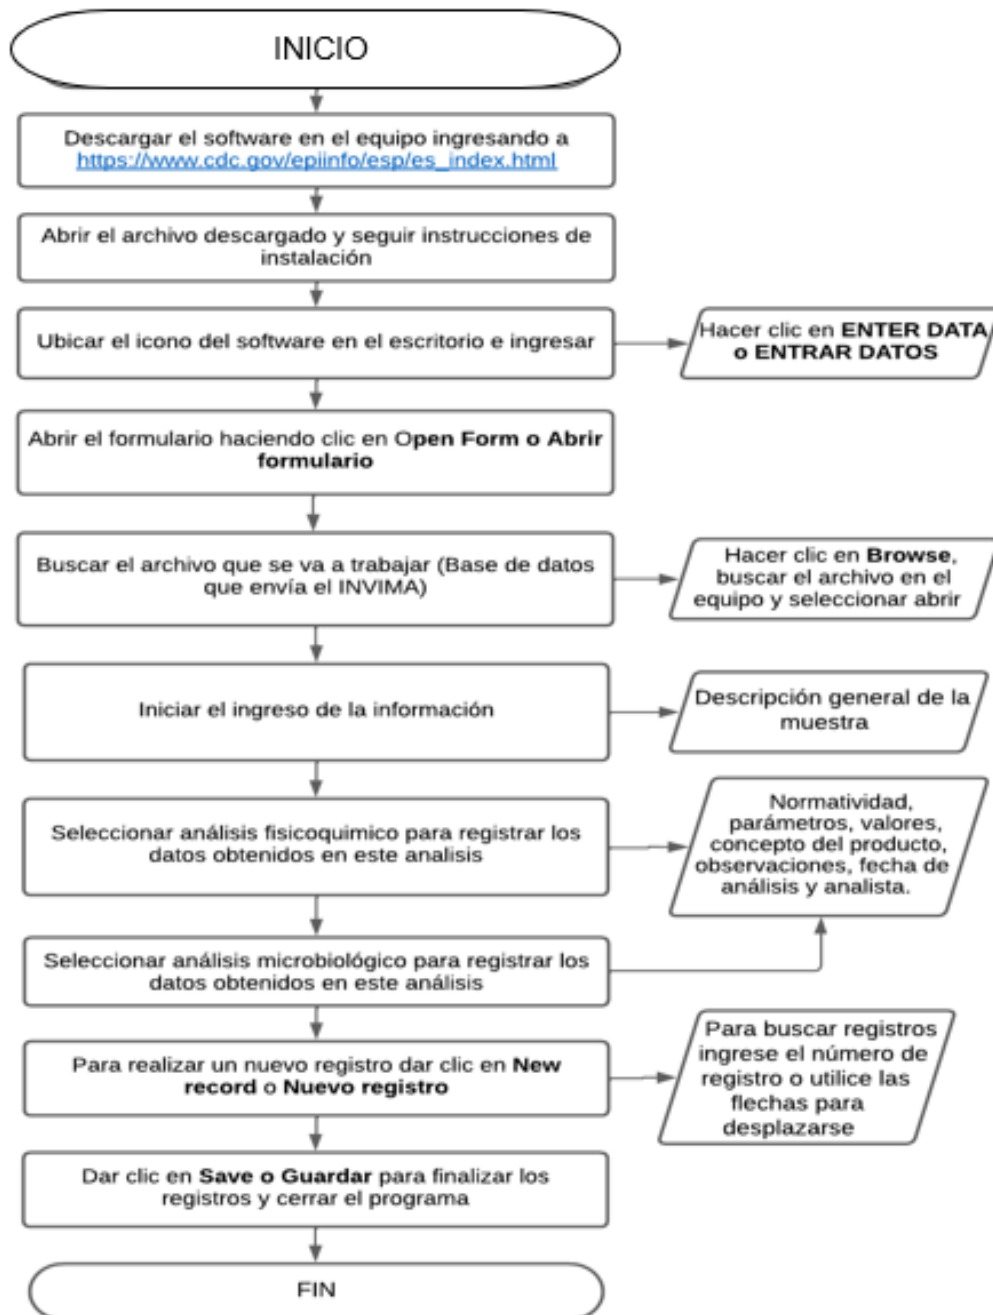 INICIO
Descargar el software en el equipo ingresando a
https://www.cdc.gov/epiinfo/esp/es_index.html
Abrir el archivo descargado y seguir instrucciones de
instalación
Ubicar el icono del software en el escritorio e ingresar
Hacer clic en ENTER DATA
o ENTRAR DATOS
Abrir el formulario haciendo clic en Open Form o Abrir
formulario
Buscar el archivo que se va a trabajar (Base de datos
que envía el INVIMA)
Hacer clic en Browse,
buscar el archivo en el
equipo y seleccionar abrir
Iniciar el ingreso de la información
Descripción general de la
muestra
Seleccionar análisis fisicoquimico para registrar los
datos obtenidos en este analisis
Normatividad,
parámetros, valores,
concepto del producto,
observaciones, fecha de
análisis y analista.
Seleccionar análisis microbiológico para registrar los
datos obtenidos en este análisis
Para realizar un nuevo registro dar clic en New
record o Nuevo registro
Para buscar registros
ingrese el número de
registro o utilice las
flechas para
desplazarse
Dar clic en Save o Guardar para finalizar los
registros y cerrar el programa
FIN